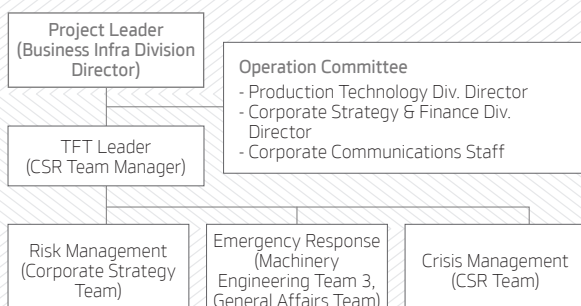 Project Leader
(Business Infra Division
Director)
Operation Committee
- Production Technology Div. Director
- Corporate Strategy & Finance Div.
Director
- Corporate Communications Staff
TFT Leader
(CSR Team Manager)
Risk Management
(Corporate Strategy
Team)
Emergency Response
(Machinery
Engineering Team 3,
General Affairs Team)
Crisis Management
(CSR Team)